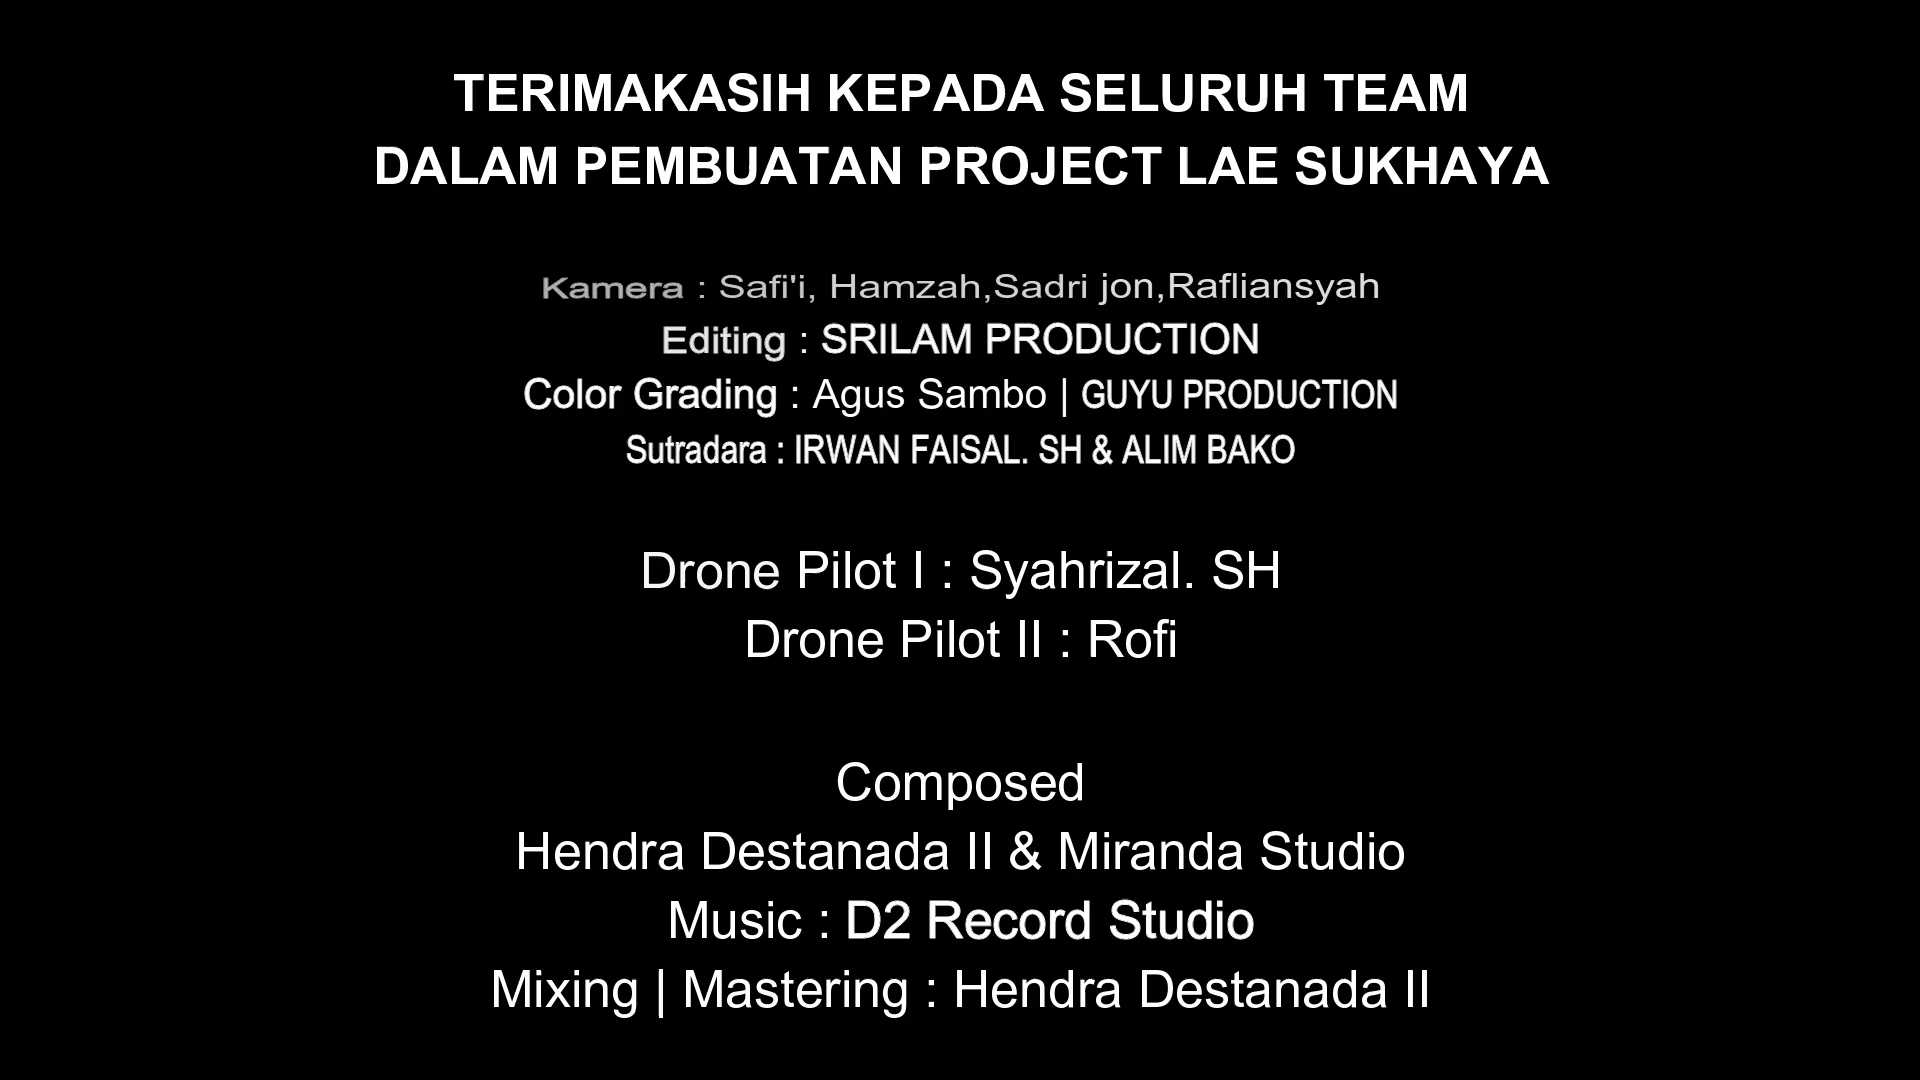 TERIMAKASIH KEPADA SELURUH TEAM
DALAM PEMBUATAN PROJECT LAE SUKHAYA
Kamera : Safi'i, Hamzah,Sadri jon,Rafliansyah
Editing : SRILAM PRODUCTION
Color Grading : Agus Sambo | GUYU PRODUCTION
Sutradara : IRWAN FAISAL. SH & ALIM BAKO
Drone Pilot I : Syahrizal. SH
Drone Pilot II : Rofi
Composed
Hendra Destanada II & Miranda Studio
Music : D2 Record Studio
Mixing | Mastering : Hendra Destanada II